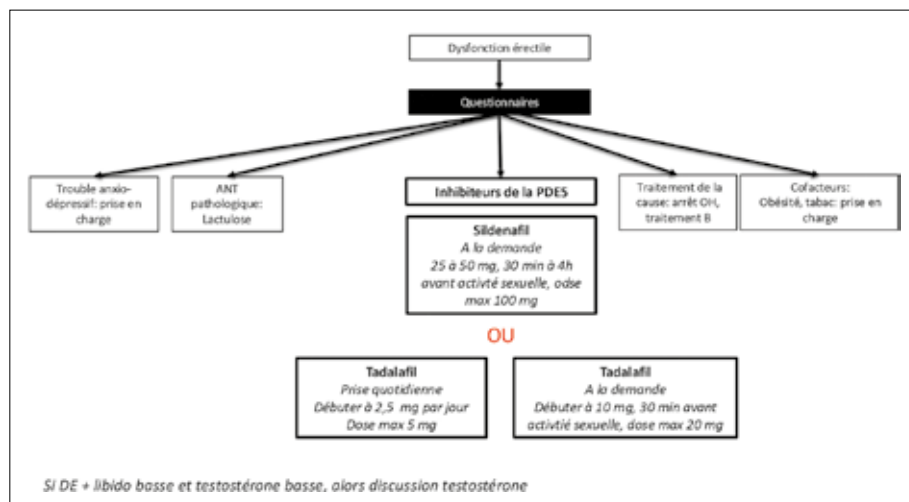 Dysfonction érectile
Questionnaires
Trouble anxio-
dépressif: prise en
charge
ANT
pathologique:
Lactulose
Inhibiteurs de la PDE5
Traitement de la
cause: arrêt OH,
traitement B
Cofacteurs:
Obésité, tabac: prise en
charge
Sildenafil
A la demande
25 à 50 mg, 30 min à 4h
avant activté sexuelle, odse
max 100 mg
OU
Tadalafil
Prise quotidienne
Débuter à 2,5 mg par jour
Dose max 5 mg
Tadalafil
A la demande
Débuter à 10 mg, 30 min avant
activtié sexuelle, dose max 20 mg
Si DE + libido basse et testostérone basse, alors discussion testostérone